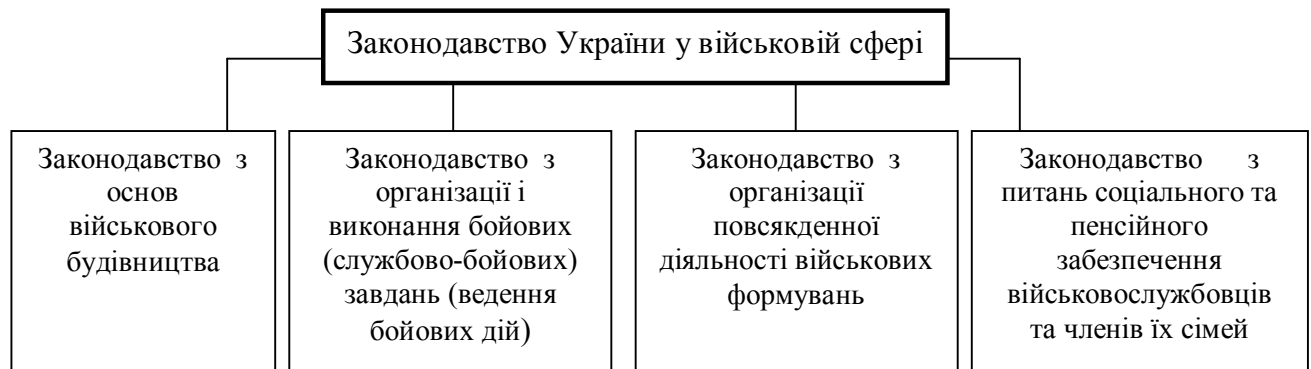 Законодавство України у військовій сфері
Законодавство з
основ
військового
будівництва
Законодавство з
організації і
виконання бойових
(службово-бойових)
завдань (ведення
бойових дій)
Законодавство з
організації
повсякденної
діяльності військових
формувань
Законодавство з
питань соціального та
пенсійного
забезпечення
військовослужбовців
та членів їх сімей